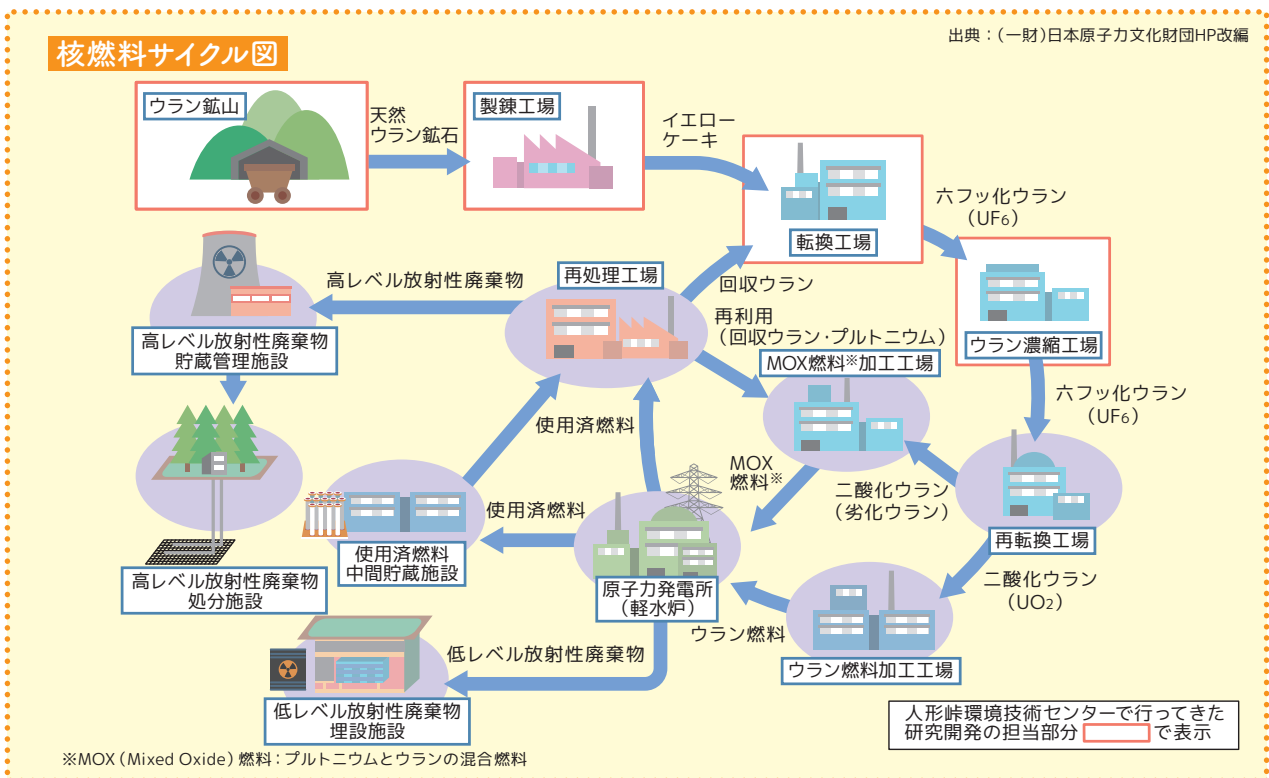 出典：(一財)日本原子力文化財団HP改編
核燃料サイクル図
ウラン鉱山
天然
ウラン鉱石
製錬工場
イエロー
ケーキ
転換工場
六フッ化ウラン
（UF6）
ウラン濃縮工場
高レベル放射性廃棄物
再処理工場
回収ウラン
再利用
（回収ウラン・プルトニウム）
MOX燃料※加工工場
高レベル放射性廃棄物
貯蔵管理施設
六フッ化ウラン
（UF6）
使用済燃料
MOX
燃料※
二酸化ウラン
（劣化ウラン）
再転換工場
使用済燃料
使用済燃料
中間貯蔵施設
高レベル放射性廃棄物
処分施設
原子力発電所
（軽水炉）
二酸化ウラン
（UO2）
ウラン燃料
ウラン燃料加工工場
低レベル放射性廃棄物
低レベル放射性廃棄物
埋設施設
人形峠環境技術センターで行ってきた
研究開発の担当部分 で表示
※MOX（Mixed Oxide）燃料：プルトニウムとウランの混合燃料